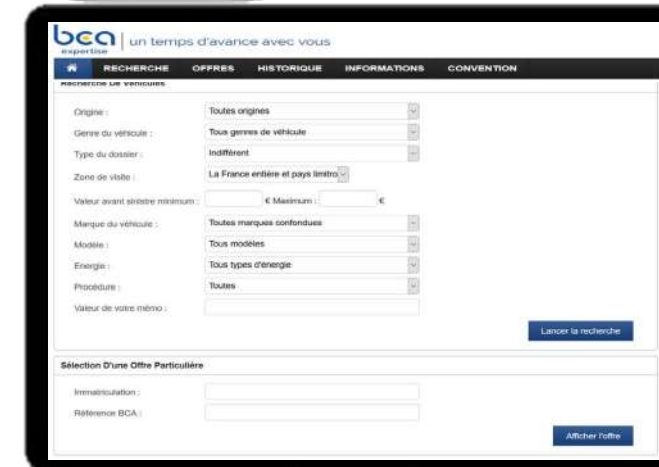 bca expertise | un temps d'avance avec vous
RECHERCHE OFFRES HISTORIQUE INFORMATIONS CONVENTION
Recherche De Véhicules
Origine : Toutes origines
Genre du véhicule : Tous genres de véhicule
Type du dossier : Indifférent
Zone de visite : La France entière et pays limitro
Valeur avant sinistre minimum : € Maximum : €
Marque du véhicule : Toutes marques confondues
Modèle : Tous modèles
Energie : Tous types d'énergie
Procédure : Toutes
Valeur de votre mémo :
Lancer la recherche
Sélection D'une Offre Particulière
Immatriculation :
Référence BCA :
Afficher l'offre